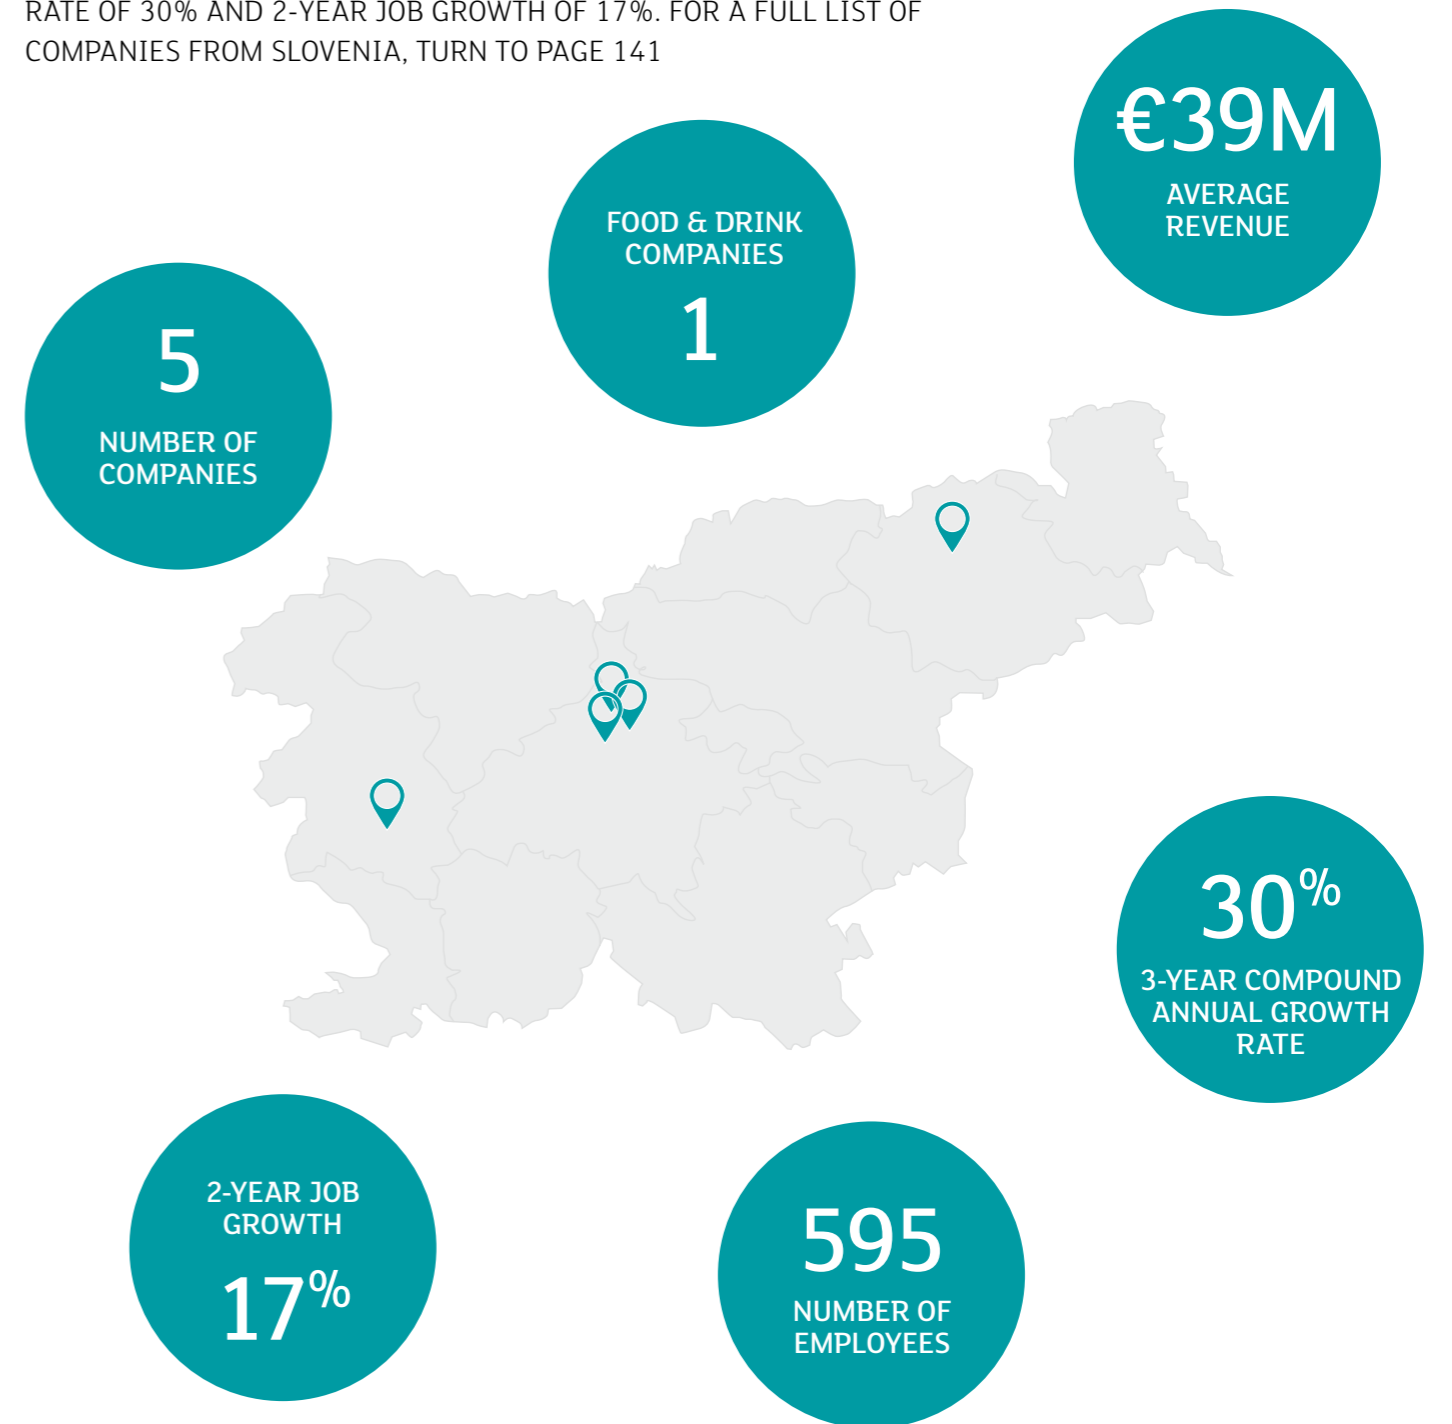 RATE OF 30% AND 2-YEAR JOB GROWTH OF 17%. FOR A FULL LIST OF
COMPANIES FROM SLOVENIA, TURN TO PAGE 141
€39M
AVERAGE
REVENUE
FOOD & DRINK
COMPANIES
1
5
NUMBER OF
COMPANIES
30%
3-YEAR COMPOUND
ANNUAL GROWTH
RATE
2-YEAR JOB
GROWTH
17%
595
NUMBER OF
EMPLOYEES